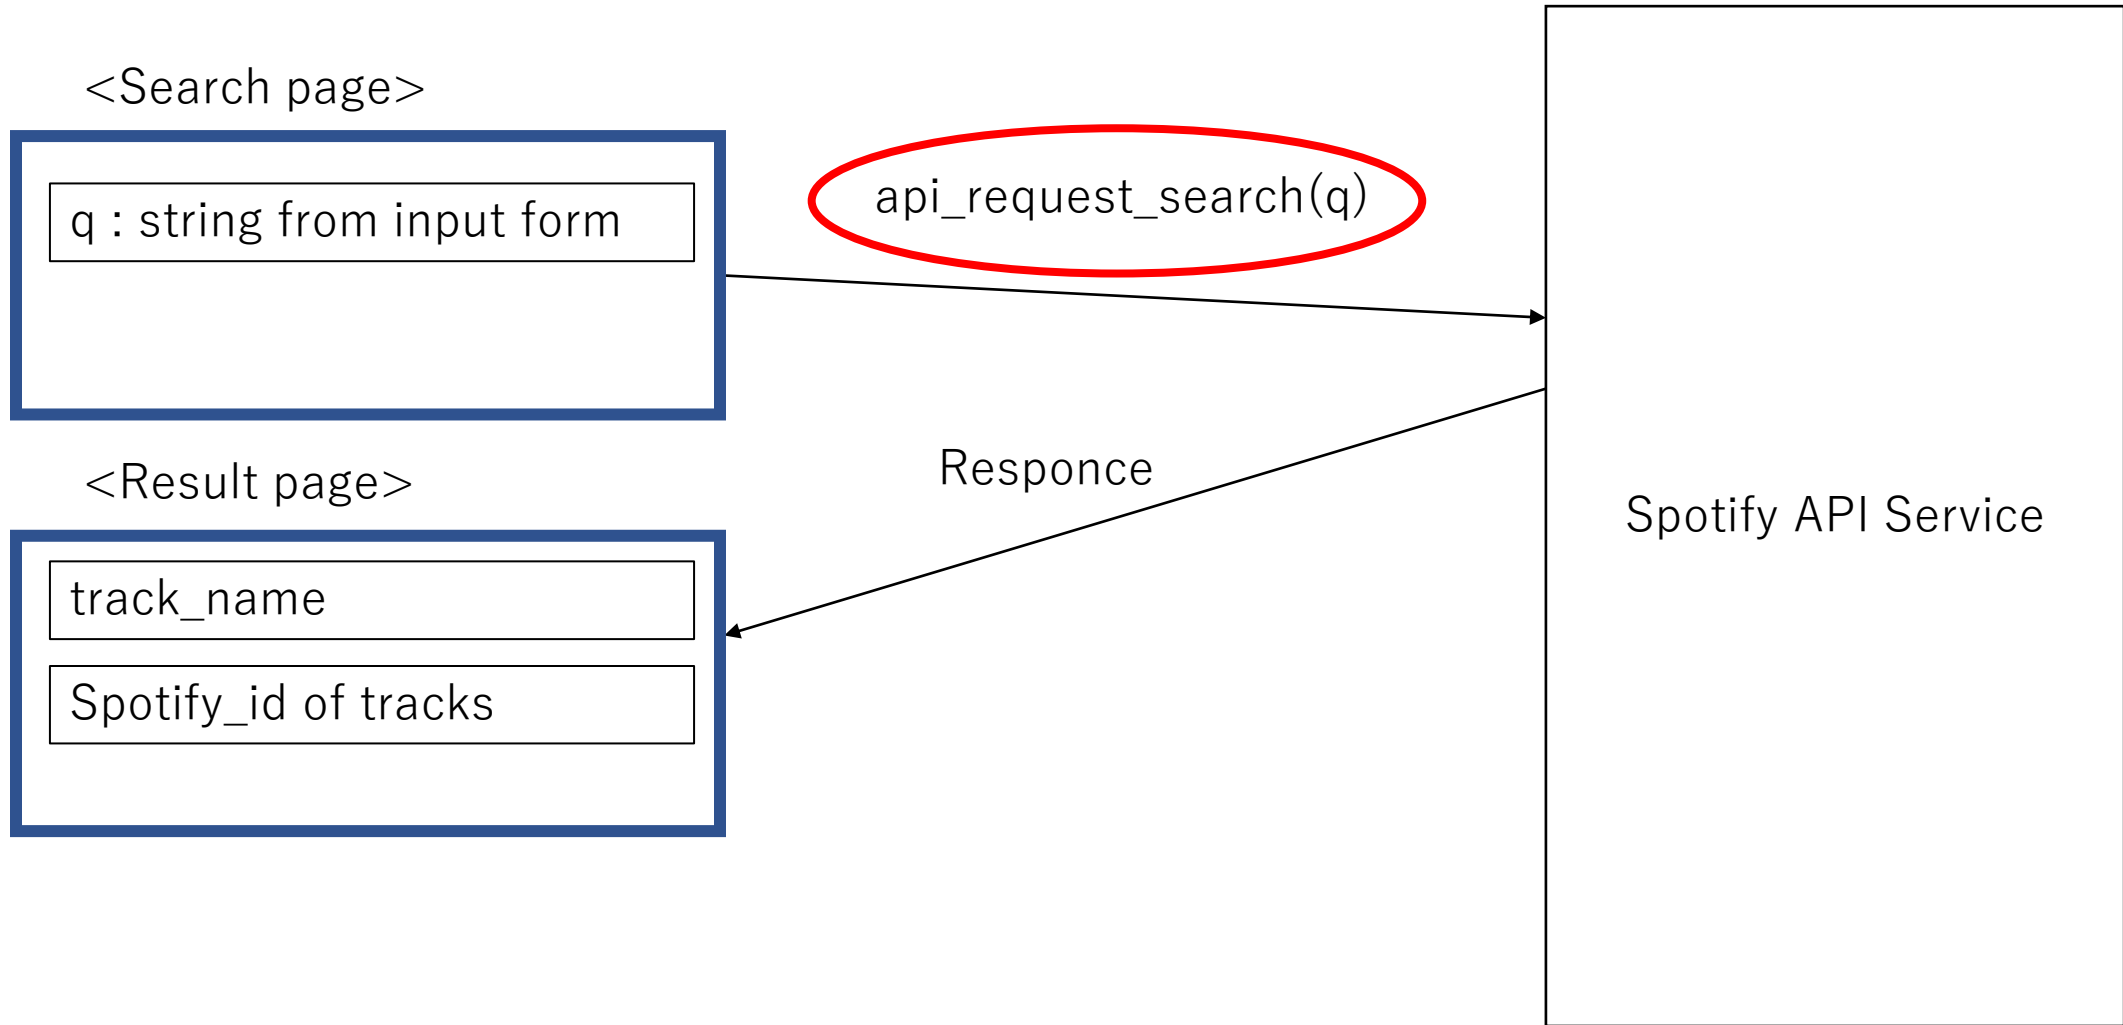 <Search page>
q : string from input form
api_request_search(q)
<Result page>
Responce
track_name
Spotify_id of tracks
Spotify API Service